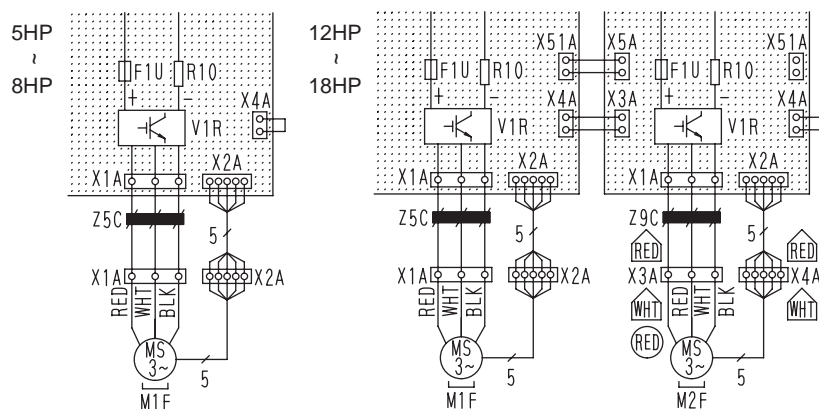 5HP
~
8HP
F1U
R10
+
-
X4A
V1R
X1A
X2A
Z5C
5
X1A
X2A
RED
WHT
BLK
MS
3~
5
M1F
12HP
~
18HP
X51A
X5A
F1U
R10
+
-
X4A
X3A
V1R
X1A
X2A
Z5C
5
X1A
X2A
RED
WHT
BLK
MS
3~
5
M1F
X51A
F1U
R10
+
-
X4A
V1R
X1A
X2A
Z9C
5
RED
RED
X3A
X4A
WHT
RED
WHT
BLK
WHT
RED
MS
3~
5
M2F